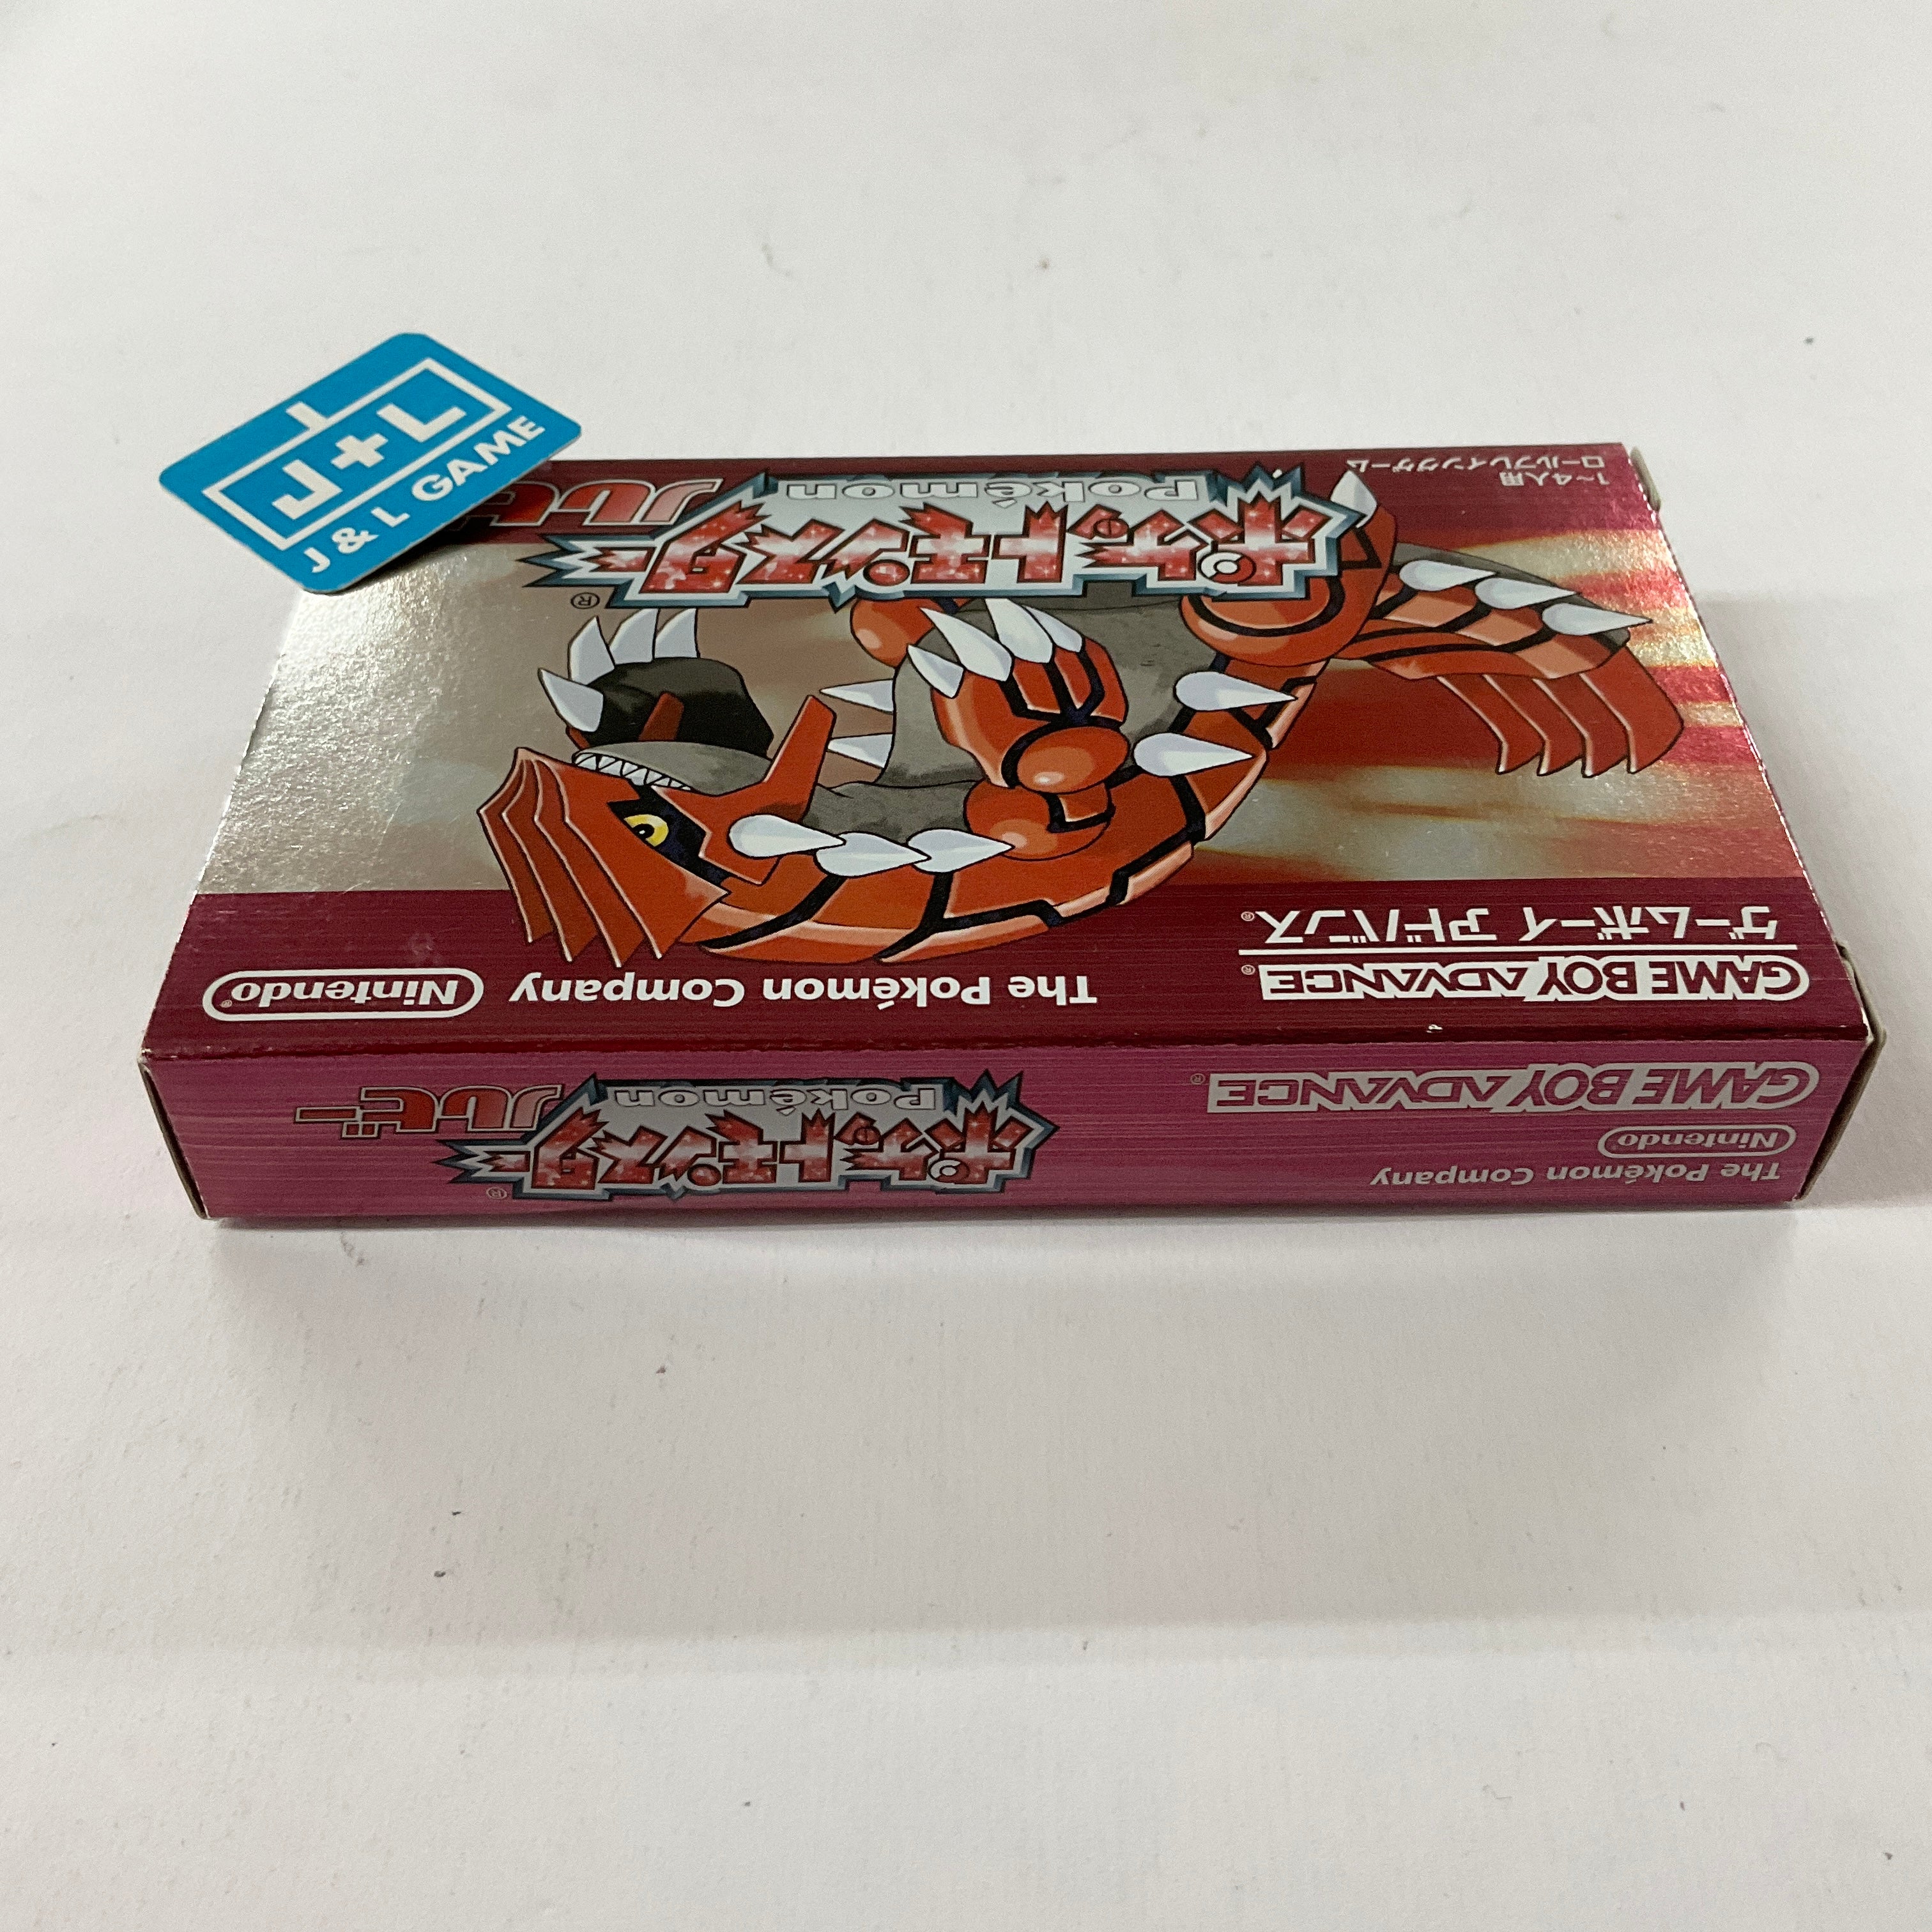 J+L
J & L GAME
ロールプレイングゲーム
1〜4人用
ポケットモンスター®
Pokémon
ルビー
GAME BOY ADVANCE®
ゲームボーイ アドバンス®
The Pokémon Company
Nintendo®
ポケットモンスター®
Pokémon
ルビー
GAME BOY ADVANCE®
Nintendo®
The Pokémon Company